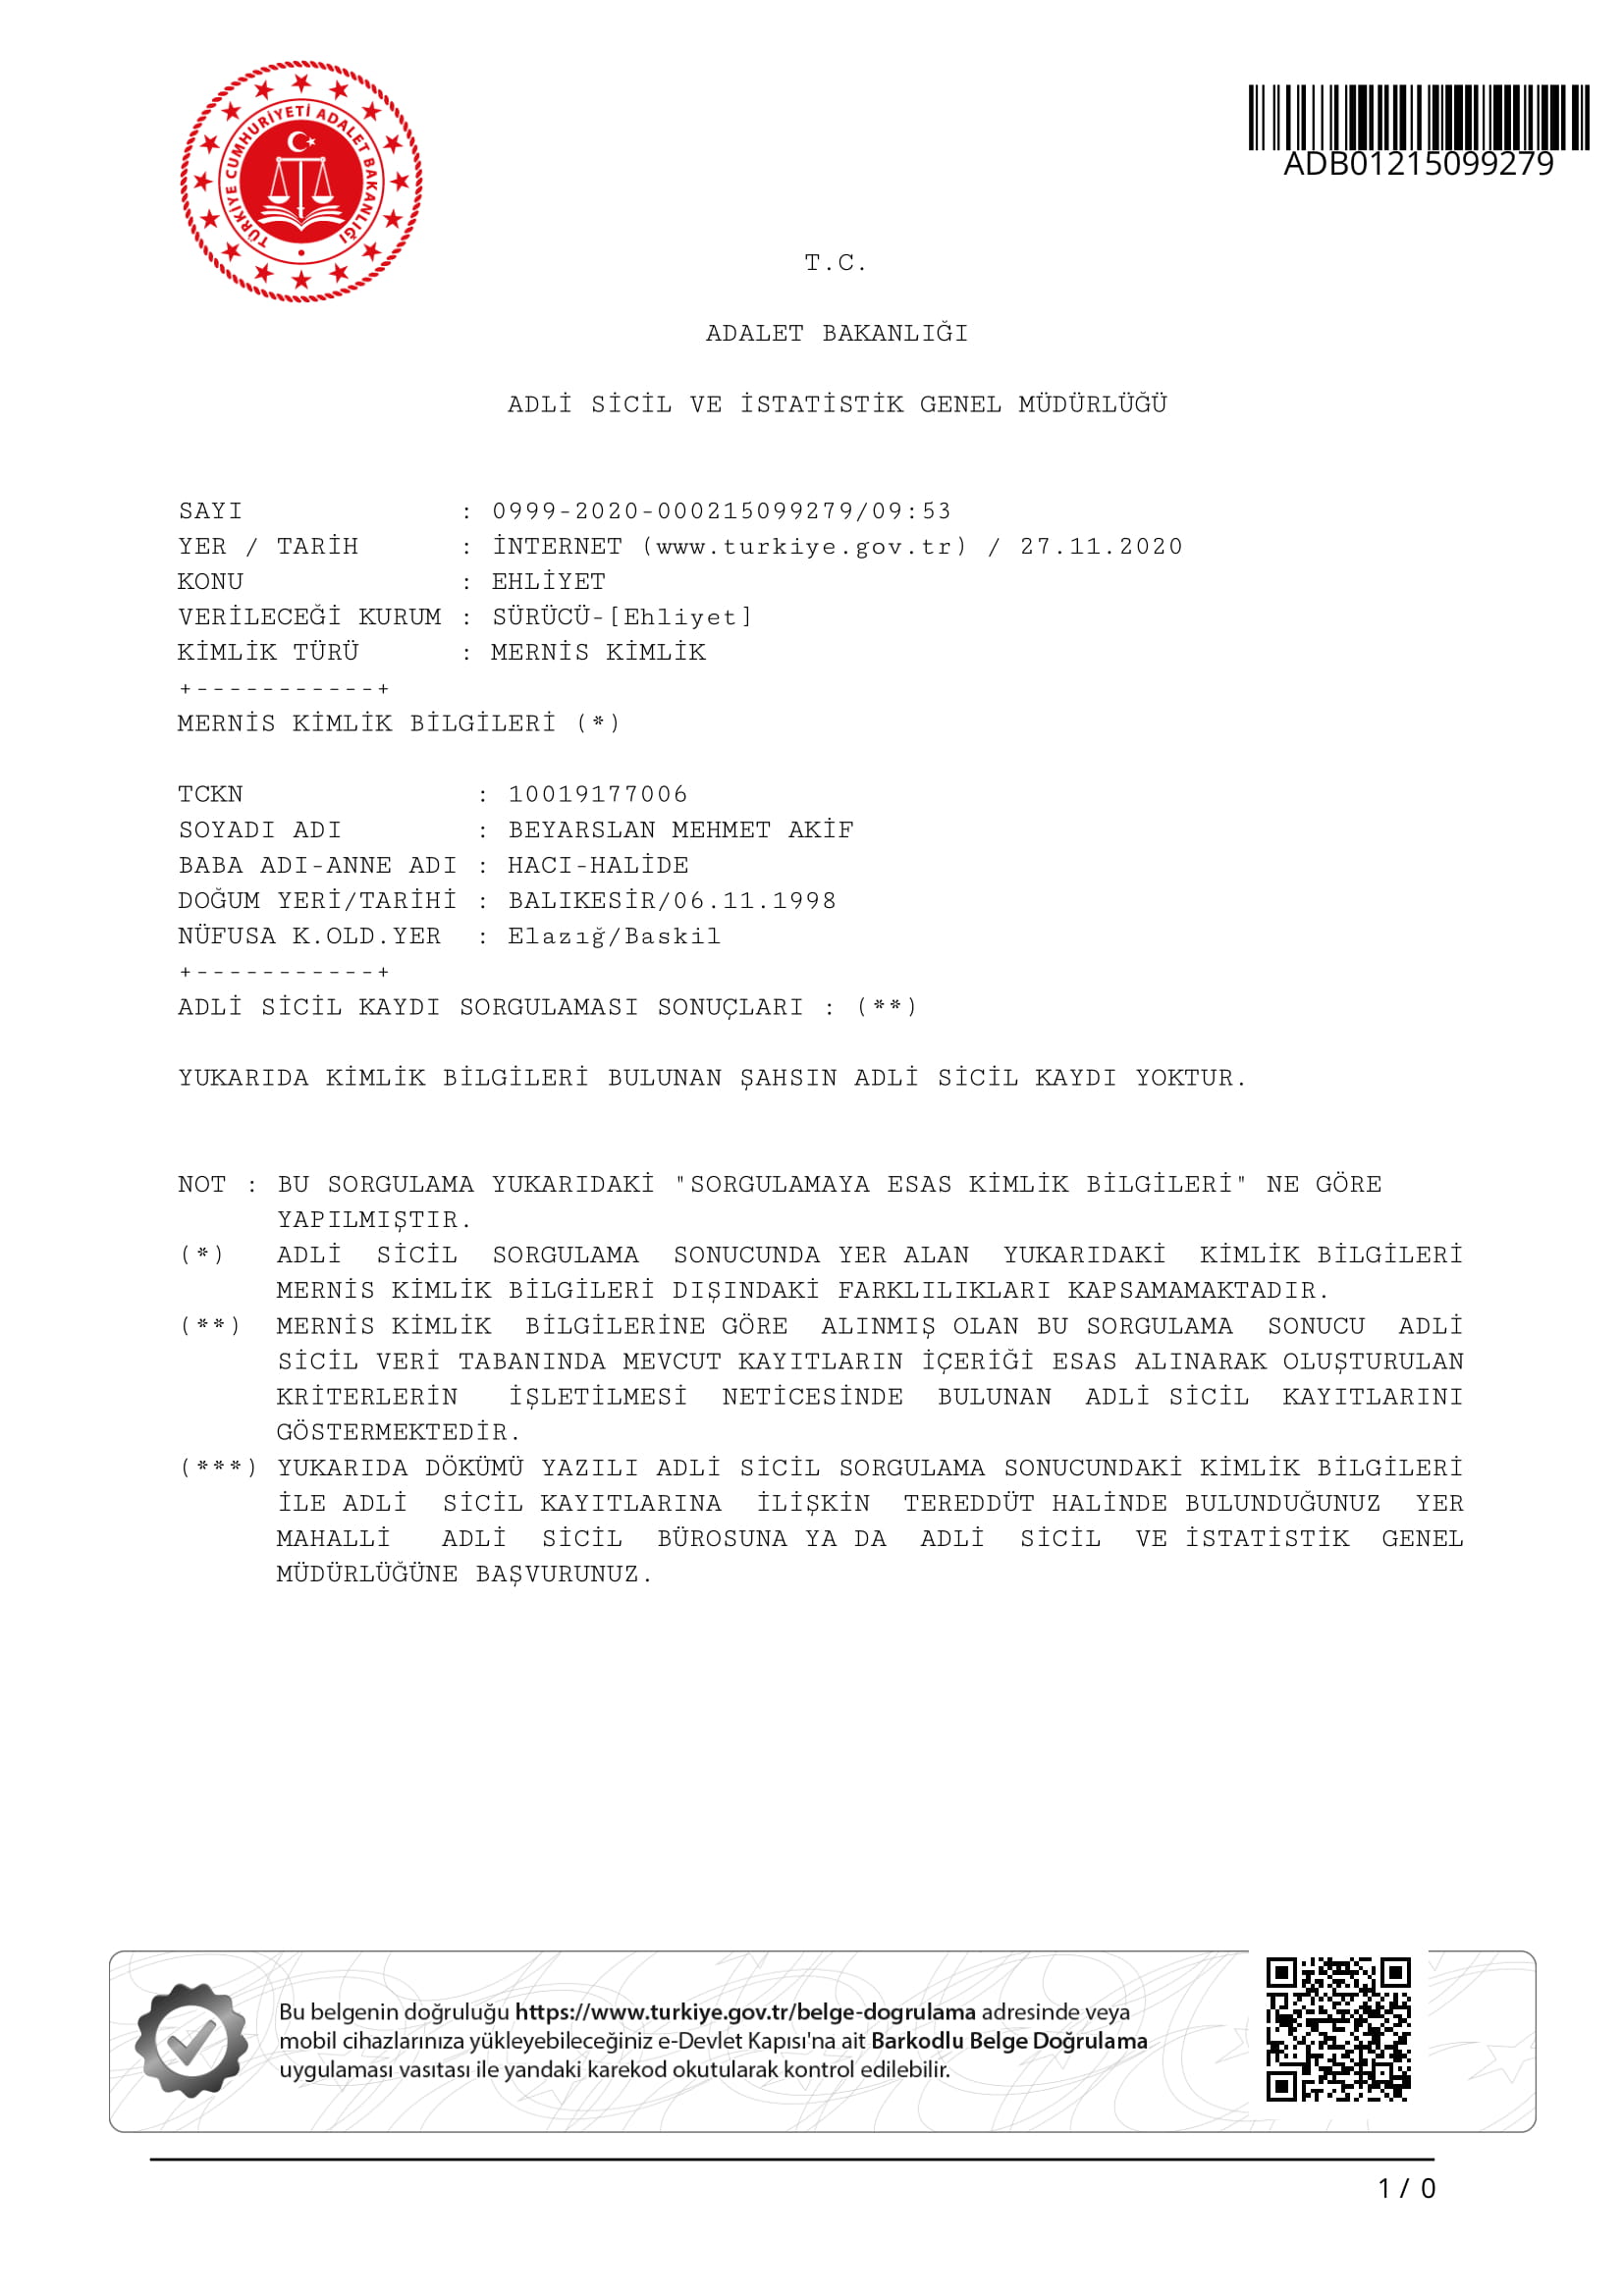 TÜRKİYE CUMHURİYETİ ADALET BAKANLIĞI
ADB01215099279
T.C.
ADALET BAKANLIĞI
ADLİ SİCİL VE İSTATİSTİK GENEL MÜDÜRLÜĞÜ
SAYI : 0999-2020-000215099279/09:53
YER / TARİH : İNTERNET (www.turkiye.gov.tr) / 27.11.2020
KONU : EHLİYET
VERİLECEĞİ KURUM : SÜRÜCÜ-[Ehliyet]
KİMLİK TÜRÜ : MERNİS KİMLİK
+-----------+
MERNİS KİMLİK BİLGİLERİ (*)
TCKN : 10019177006
SOYADI ADI : BEYARSLAN MEHMET AKİF
BABA ADI-ANNE ADI : HACI-HALİDE
DOĞUM YERİ/TARİHİ : BALIKESİR/06.11.1998
NÜFUSA K.OLD.YER : Elazığ/Baskil
+-----------+
ADLİ SİCİL KAYDI SORGULAMASI SONUÇLARI : (**)
YUKARIDA KİMLİK BİLGİLERİ BULUNAN ŞAHSIN ADLİ SİCİL KAYDI YOKTUR.
NOT : BU SORGULAMA YUKARIDAKİ "SORGULAMAYA ESAS KİMLİK BİLGİLERİ" NE GÖRE
YAPILMIŞTIR.
(*) ADLİ SİCİL SORGULAMA SONUCUNDA YER ALAN YUKARIDAKİ KİMLİK BİLGİLERİ
MERNİS KİMLİK BİLGİLERİ DIŞINDAKİ FARKLILIKLARI KAPSAMAMAKTADIR.
(**) MERNİS KİMLİK BİLGİLERİNE GÖRE ALINMIŞ OLAN BU SORGULAMA SONUCU ADLİ
SİCİL VERİ TABANINDA MEVCUT KAYITLARIN İÇERİĞİ ESAS ALINARAK OLUŞTURULAN
KRİTERLERİN İŞLETİLMESİ NETİCESİNDE BULUNAN ADLİ SİCİL KAYITLARINI
GÖSTERMEKTEDİR.
(***) YUKARIDA DÖKÜMÜ YAZILI ADLİ SİCİL SORGULAMA SONUCUNDAKİ KİMLİK BİLGİLERİ
İLE ADLİ SİCİL KAYITLARINA İLİŞKİN TEREDDÜT HALİNDE BULUNDUĞUNUZ YER
MAHALLİ ADLİ SİCİL BÜROSUNA YA DA ADLİ SİCİL VE İSTATİSTİK GENEL
MÜDÜRLÜĞÜNE BAŞVURUNUZ.
Bu belgenin doğruluğu https://www.turkiye.gov.tr/belge-dogrulama adresinde veya
mobil cihazlarınıza yükleyebileceğiniz e-Devlet Kapısı'na ait Barkodlu Belge Doğrulama
uygulaması vasıtası ile yandaki karekod okutularak kontrol edilebilir.
1 / 0